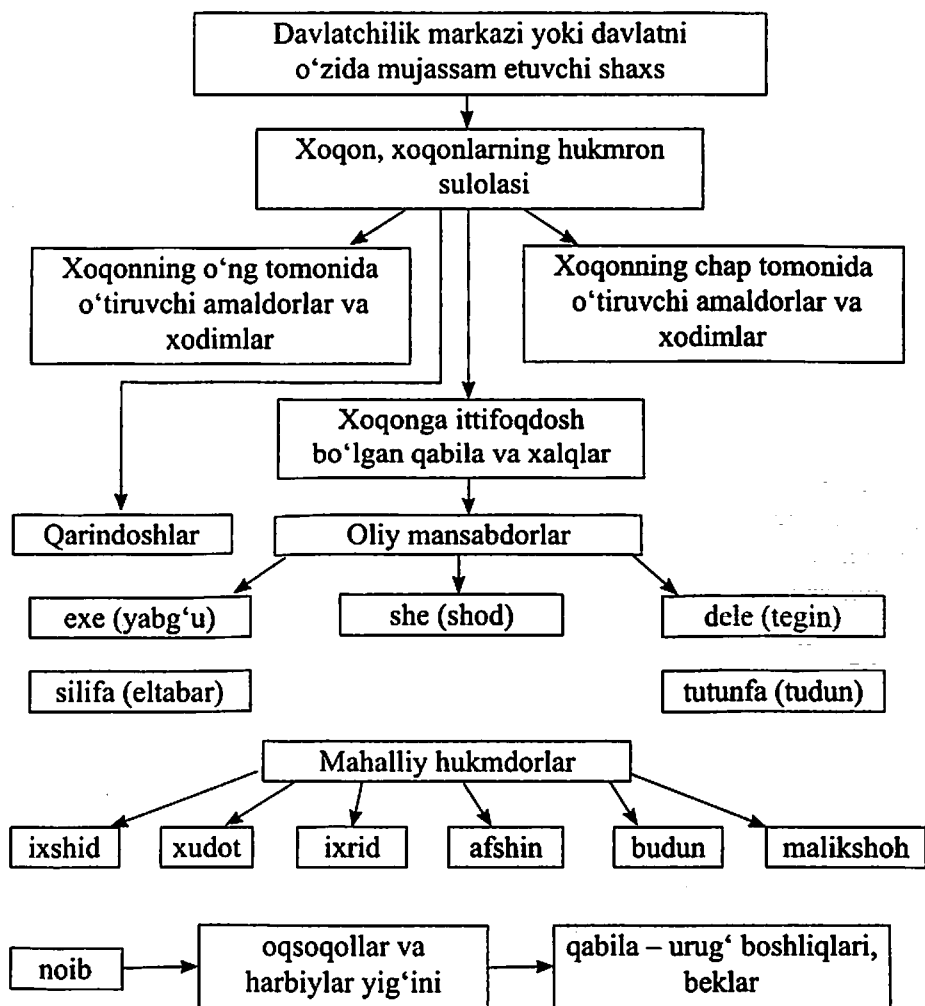 Davlatchilik markazi yoki davlatni
o‘zida mujassam etuvchi shaxs
Xoqon, xoqonlarning hukmron
sulolasi
Xoqonning o‘ng tomonida
o‘tiruvchi amaldorlar va
xodimlar
Xoqonning chap tomonida
o‘tiruvchi amaldorlar va
xodimlar
Xoqonga ittifoqdosh
bo‘lgan qabila va xalqlar
Qarindoshlar
Oliy mansabdorlar
exe (yabg‘u)
she (shod)
dele (tegin)
silifa (eltabar)
tutunfa (tudun)
Mahalliy hukmdorlar
ixshid
xudot
ixrid
afshin
budun
malikshoh
noib
oqsoqollar va
harbiylar yig‘ini
qabila – urug‘ boshliqlari,
beklar